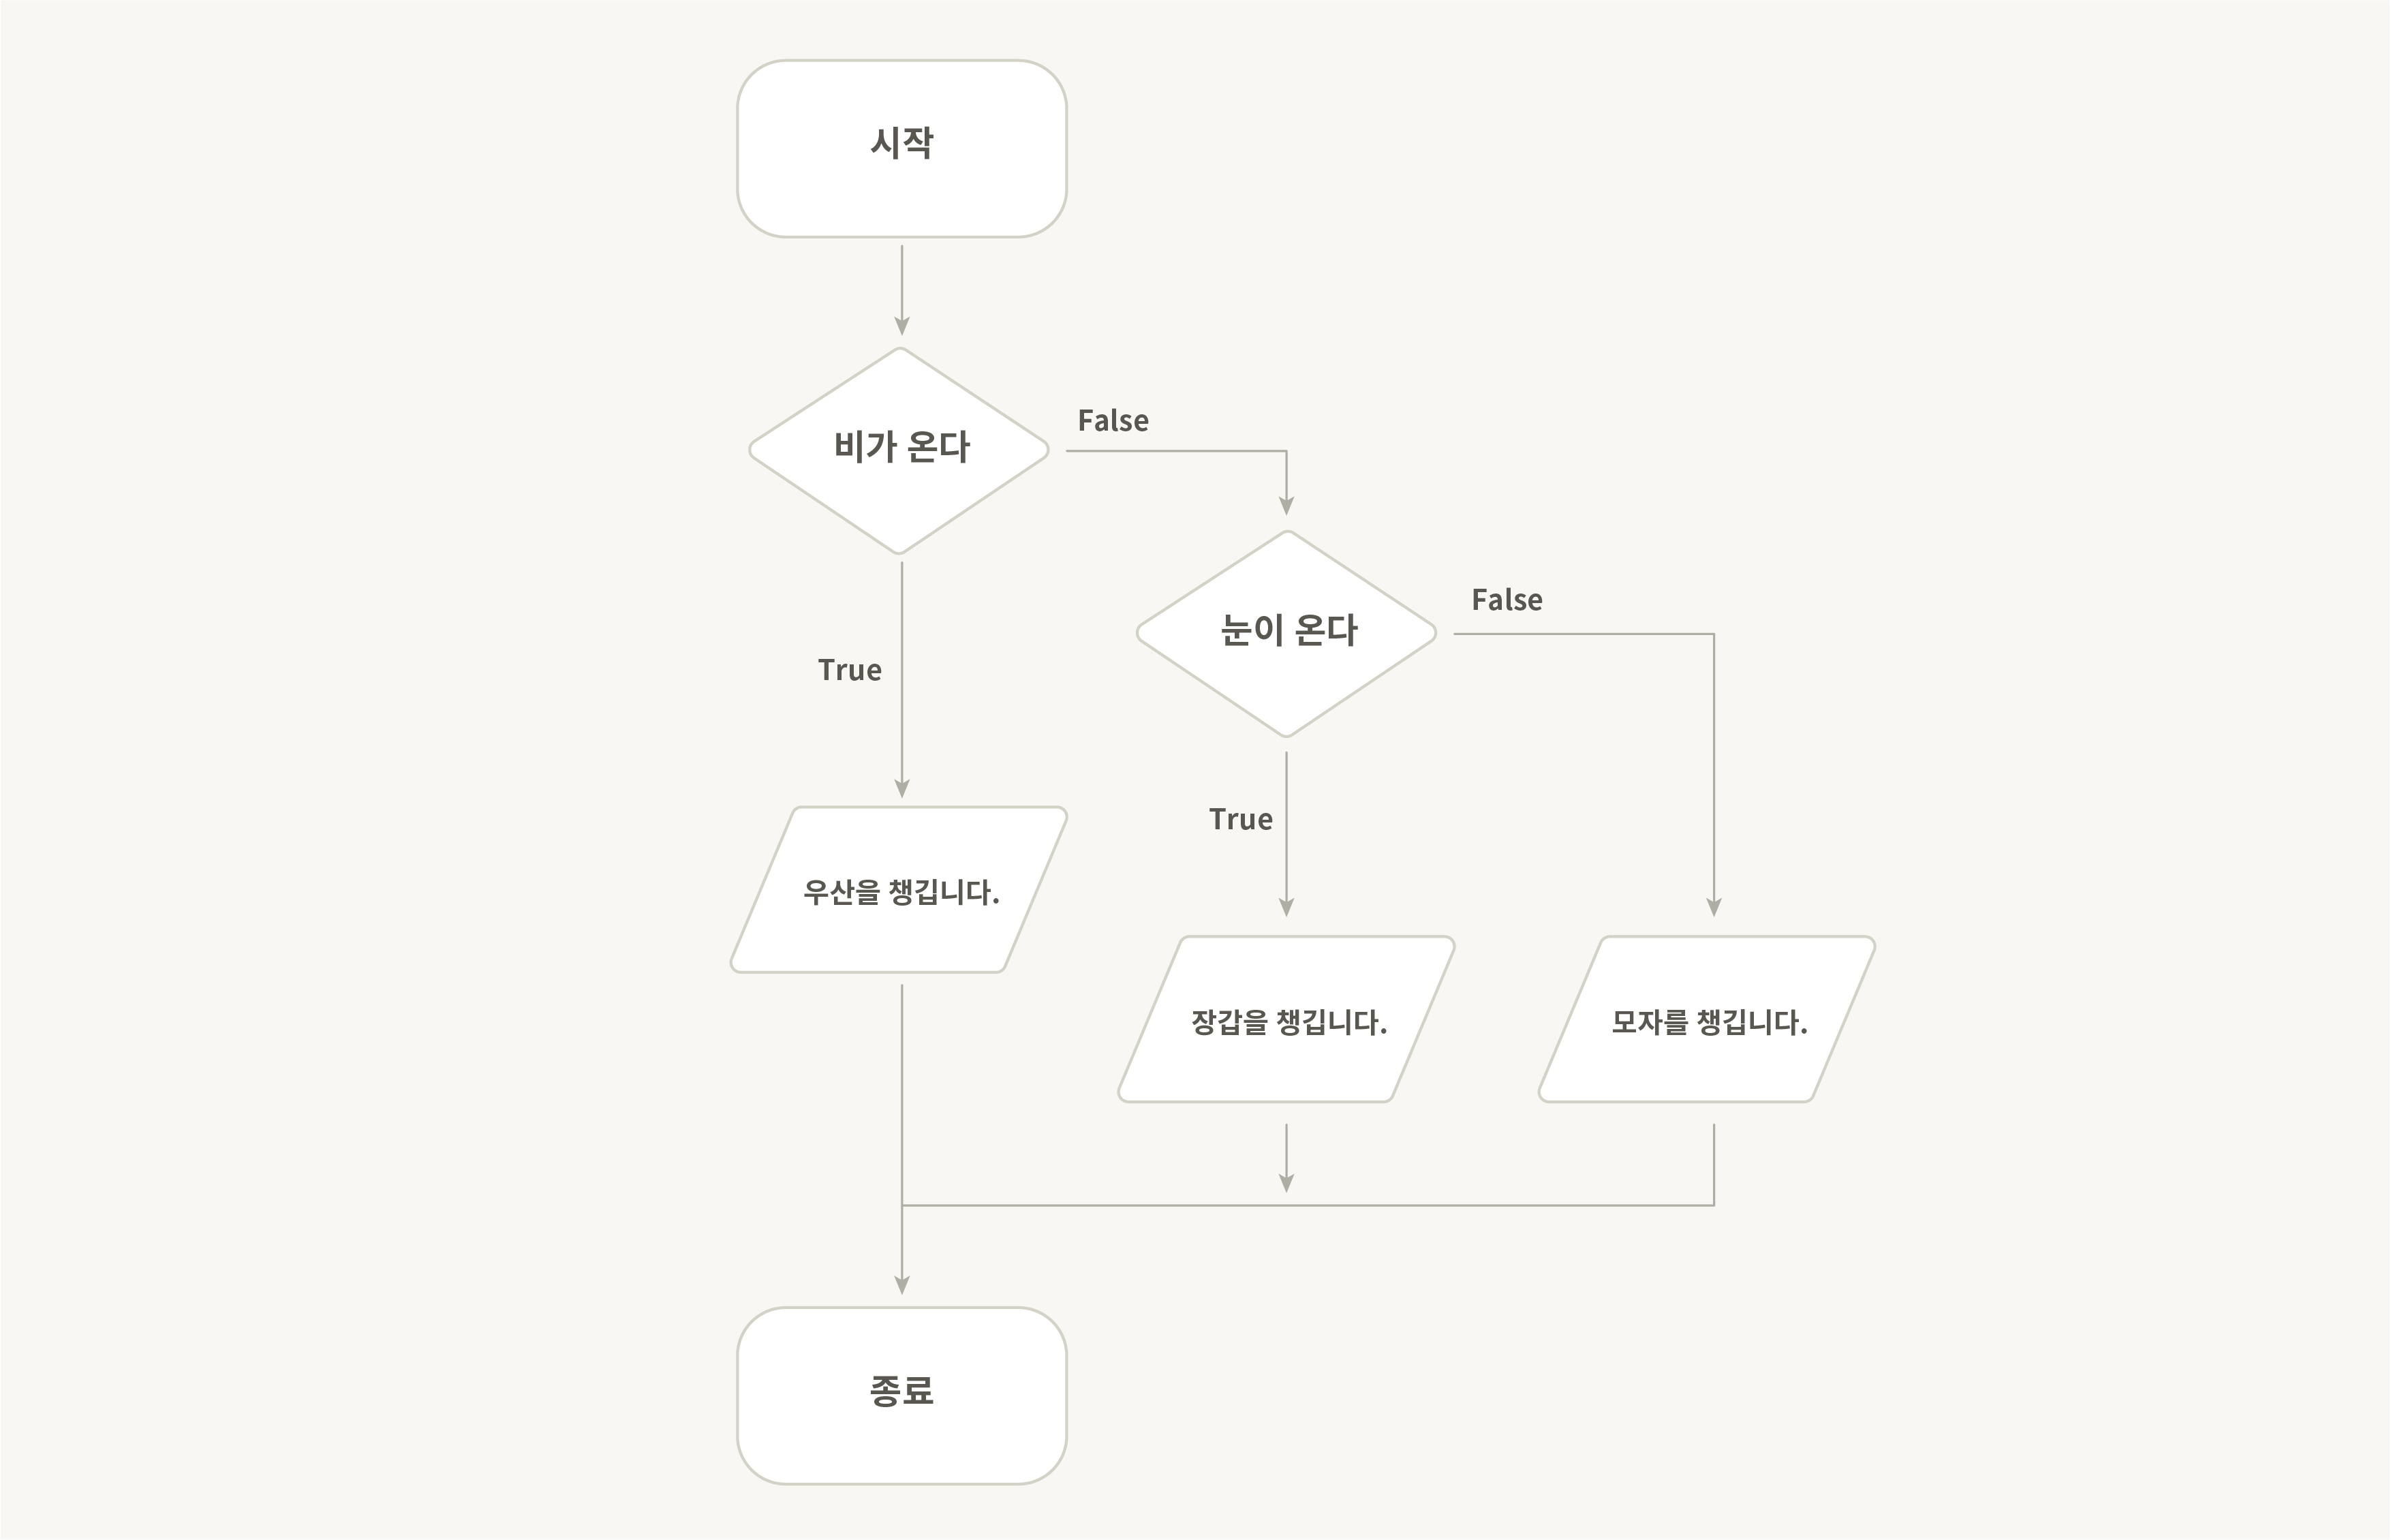 시작
비가 온다
False
눈이 온다
False
True
True
우산을 챙깁니다.
장갑을 챙깁니다.
모자를 챙깁니다.
종료